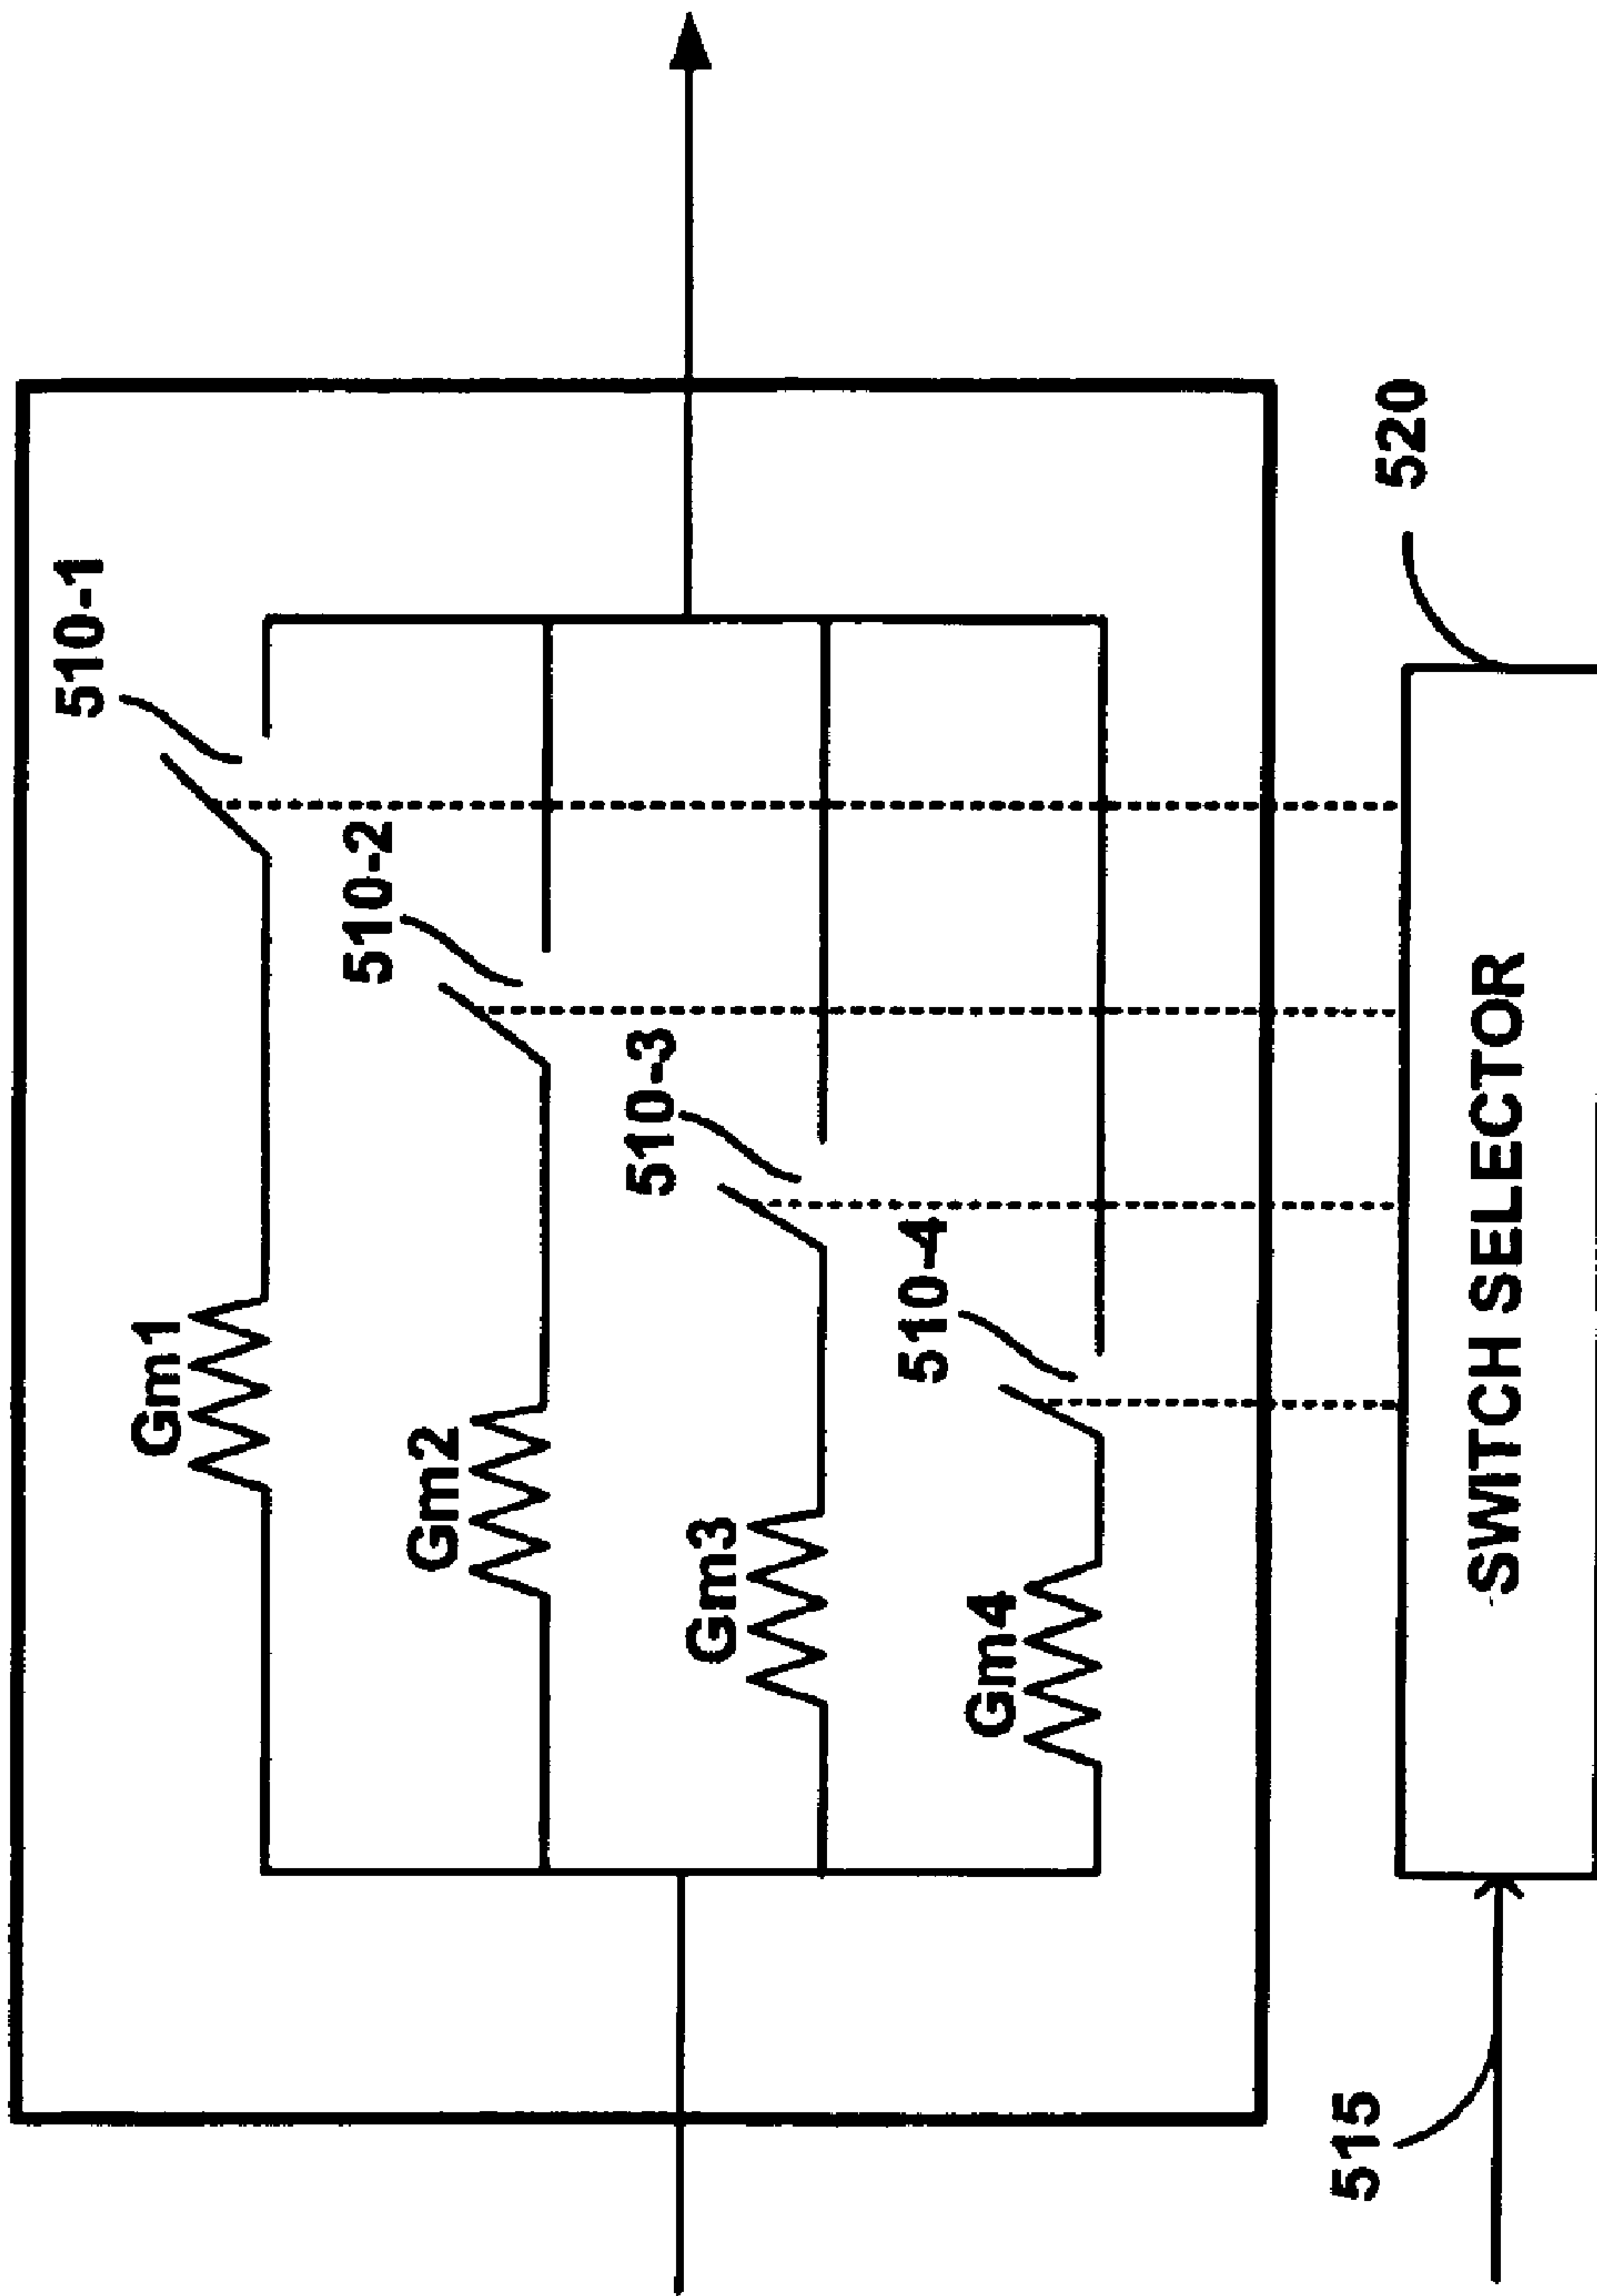 510-1
Gm1
510-2
Gm2
510-3
Gm3
510-4
Gm4
520
SWITCH SELECTOR
515